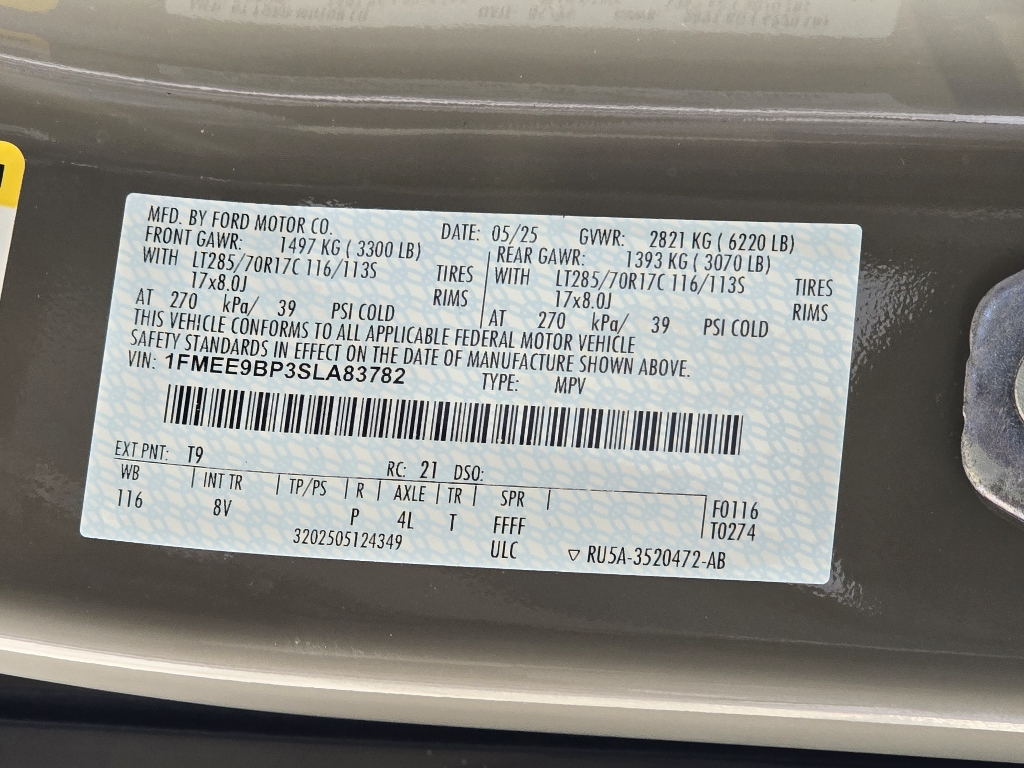 MFD. BY FORD MOTOR CO. DATE: 05/25 GVWR: 2821 KG ( 6220 LB)
FRONT GAWR: 1497 KG ( 3300 LB) REAR GAWR: 1393 KG ( 3070 LB)
WITH LT285/70R17C 116/113S TIRES WITH LT285/70R17C 116/113S TIRES
17x8.0J RIMS 17x8.0J RIMS
AT 270 kPa/ 39 PSI COLD AT 270 kPa/ 39 PSI COLD
THIS VEHICLE CONFORMS TO ALL APPLICABLE FEDERAL MOTOR VEHICLE
SAFETY STANDARDS IN EFFECT ON THE DATE OF MANUFACTURE SHOWN ABOVE.
VIN: 1FMEE9BP3SLA83782 TYPE: MPV
EXT PNT: T9 RC: 21 DSO:
WB INT TR TP/PS R AXLE TR SPR F0116
116 8V P 4L T FFFF T0274
3202505124349 ULC ▽ RU5A-3520472-AB